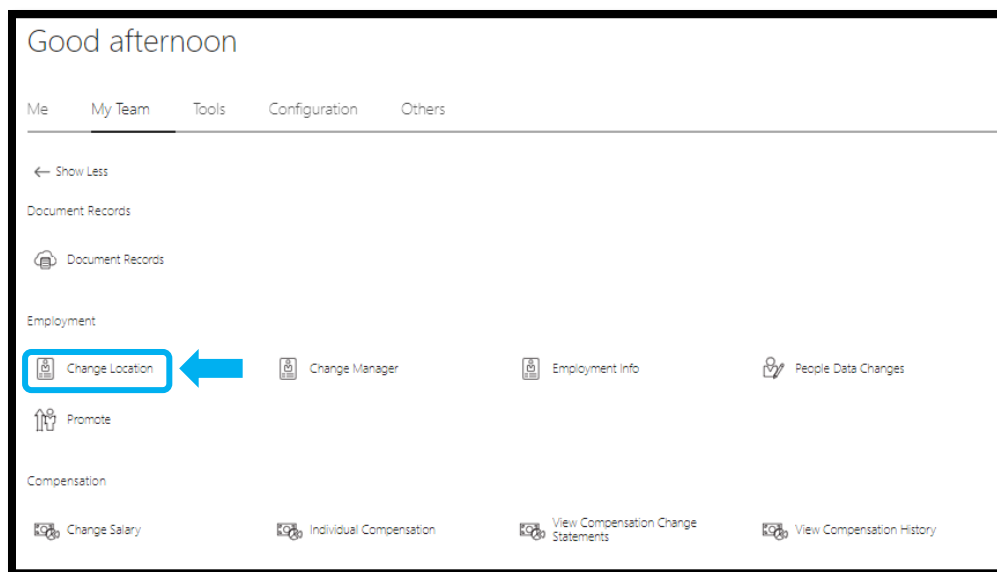 Good afternoon
Me My Team Tools Configuration Others
← Show Less
Document Records
Document Records
Employment
Change Location Change Manager Employment Info People Data Changes
Promote
Compensation
Change Salary Individual Compensation View Compensation Change Statements View Compensation History